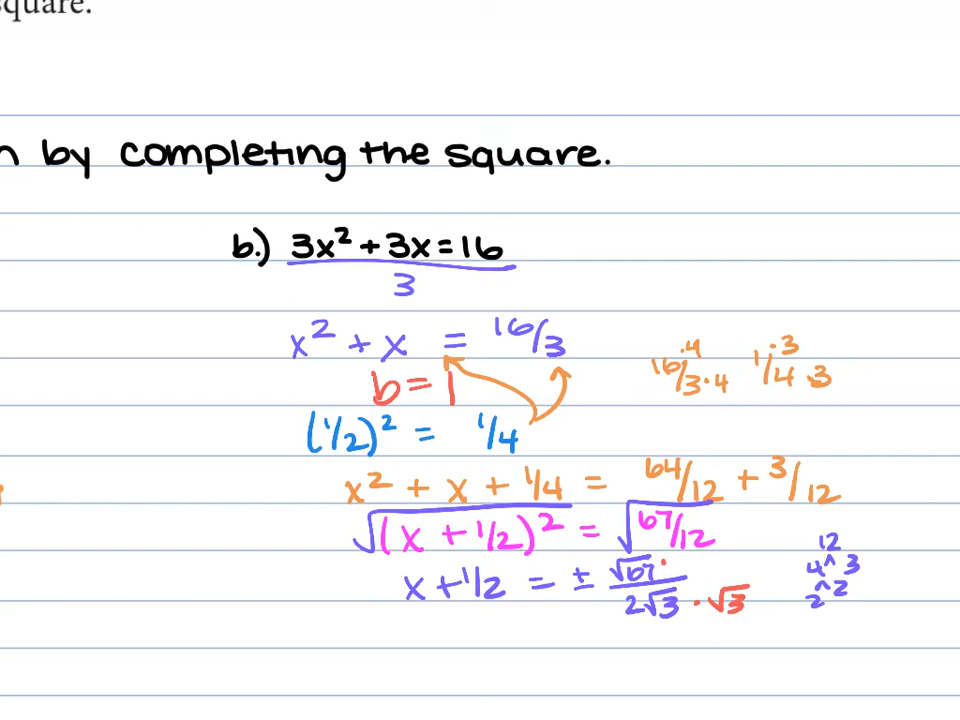 square.
n by completing the square.
b.) 3x² + 3x = 16
3
x² + x = 16/3
16·4/3·4 1·3/4·3
b = 1
(1/2)² = 1/4
x² + x + 1/4 = 64/12 + 3/12
√(x + 1/2)² = √67/12
12
4^3
2^2
x + 1/2 = ± √67·/2√3 · √3